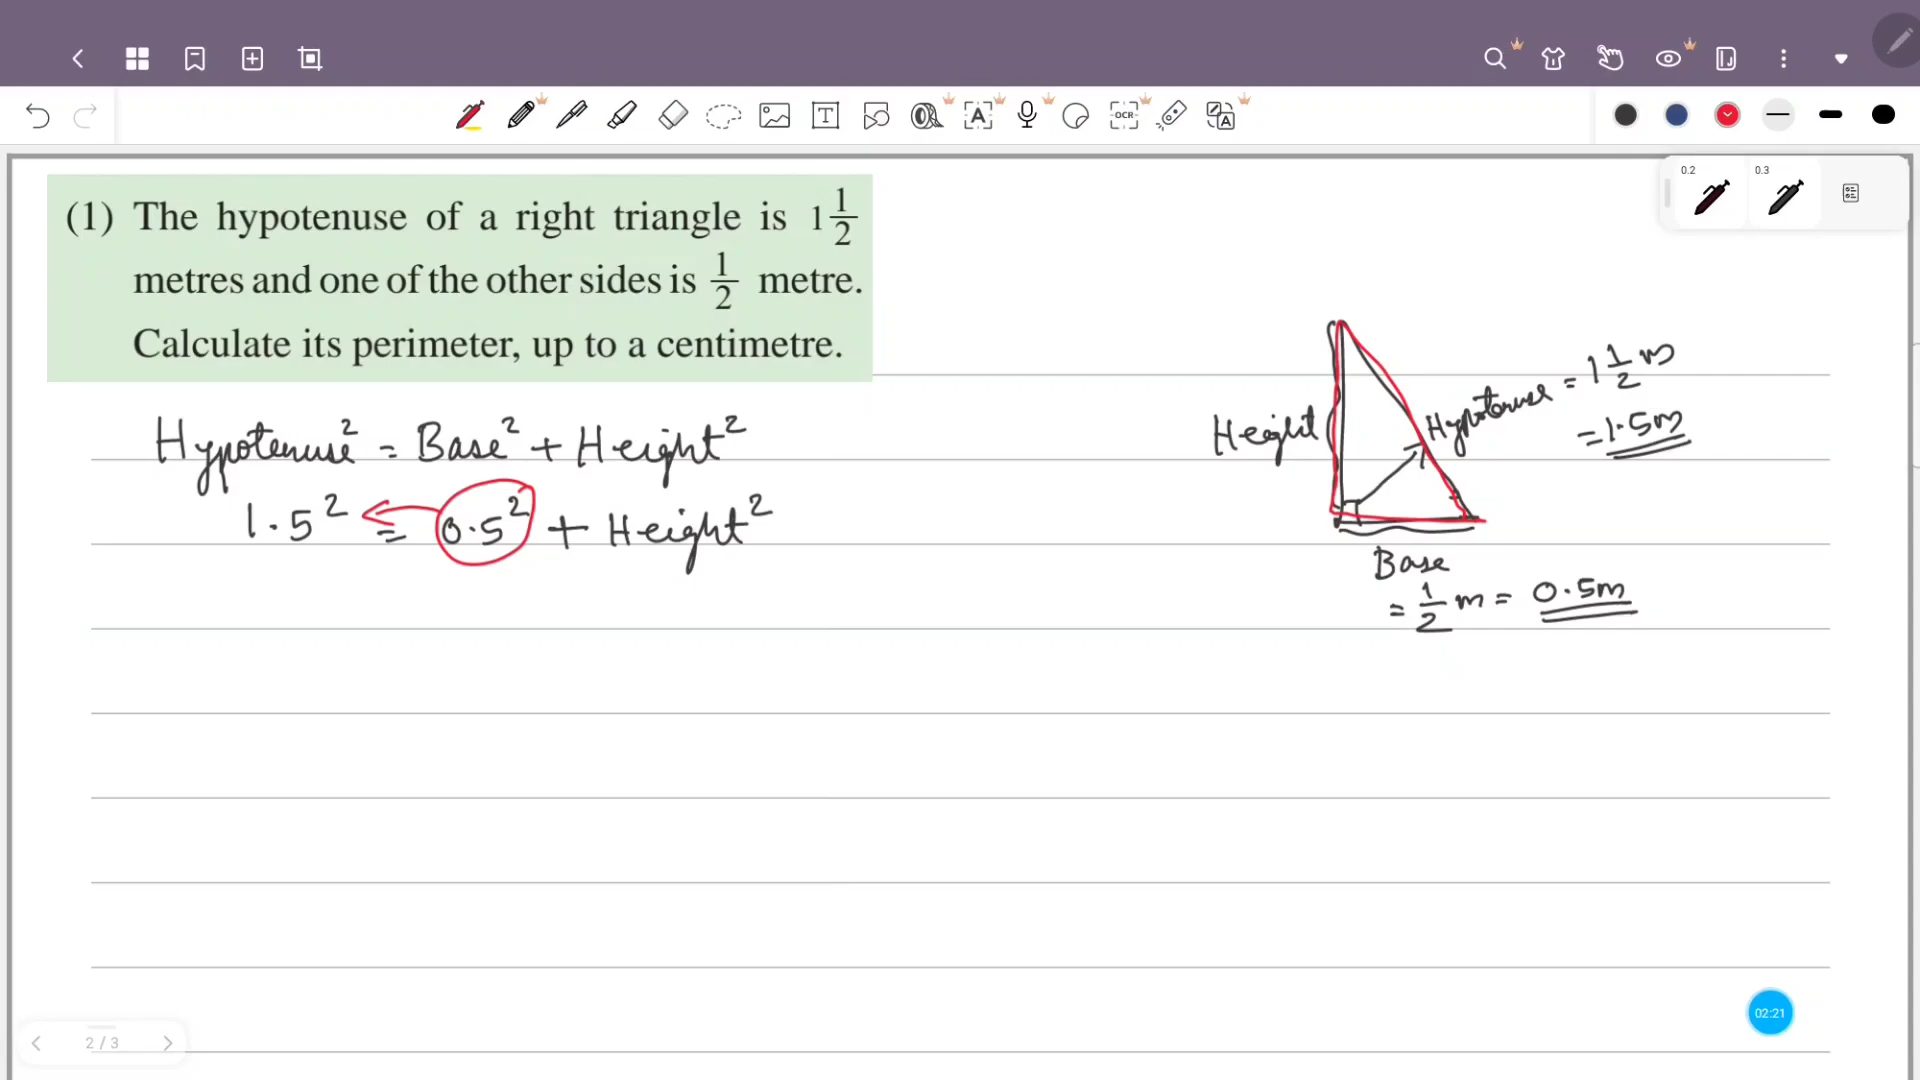 0.2
0.3
(1) The hypotenuse of a right triangle is 1 1/2
metres and one of the other sides is 1/2 metre.
Calculate its perimeter, up to a centimetre.
Hypotenuse² = Base² + Height²
1.5² = 0.5² + Height²
Height
Hypotenuse = 1 1/2 m
= 1.5m
Base
= 1/2 m = 0.5m
02:21
2 / 3
T
A
OCR
A